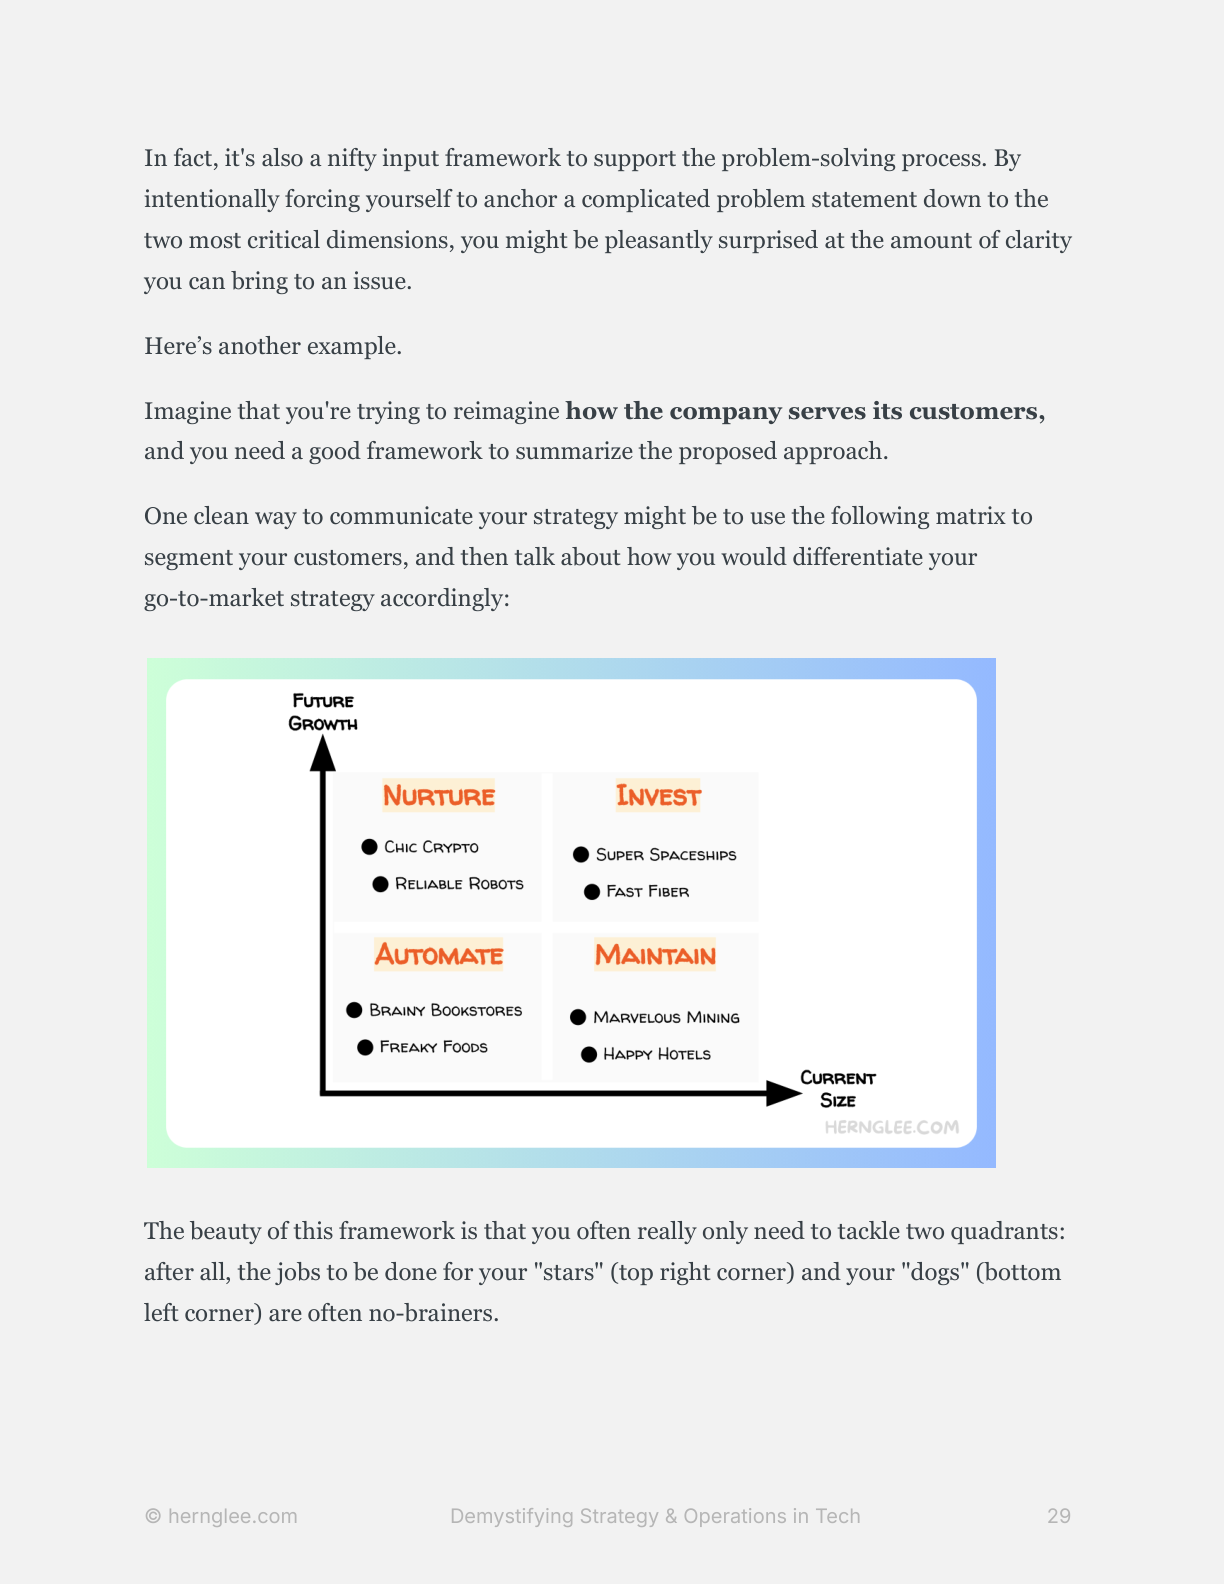 In fact, it's also a nifty input framework to support the problem-solving process. By
intentionally forcing yourself to anchor a complicated problem statement down to the
two most critical dimensions, you might be pleasantly surprised at the amount of clarity
you can bring to an issue.
Here’s another example.
Imagine that you're trying to reimagine how the company serves its customers,
and you need a good framework to summarize the proposed approach.
One clean way to communicate your strategy might be to use the following matrix to
segment your customers, and then talk about how you would differentiate your
go-to-market strategy accordingly:
Future
Growth
Nurture
Chic Crypto
Reliable Robots
Invest
Super Spaceships
Fast Fiber
Automate
Brainy Bookstores
Freaky Foods
Maintain
Marvelous Mining
Happy Hotels
Current
Size
HERNGLEE.COM
The beauty of this framework is that you often really only need to tackle two quadrants:
after all, the jobs to be done for your "stars" (top right corner) and your "dogs" (bottom
left corner) are often no-brainers.
© hernglee.com Demystifying Strategy & Operations in Tech 29